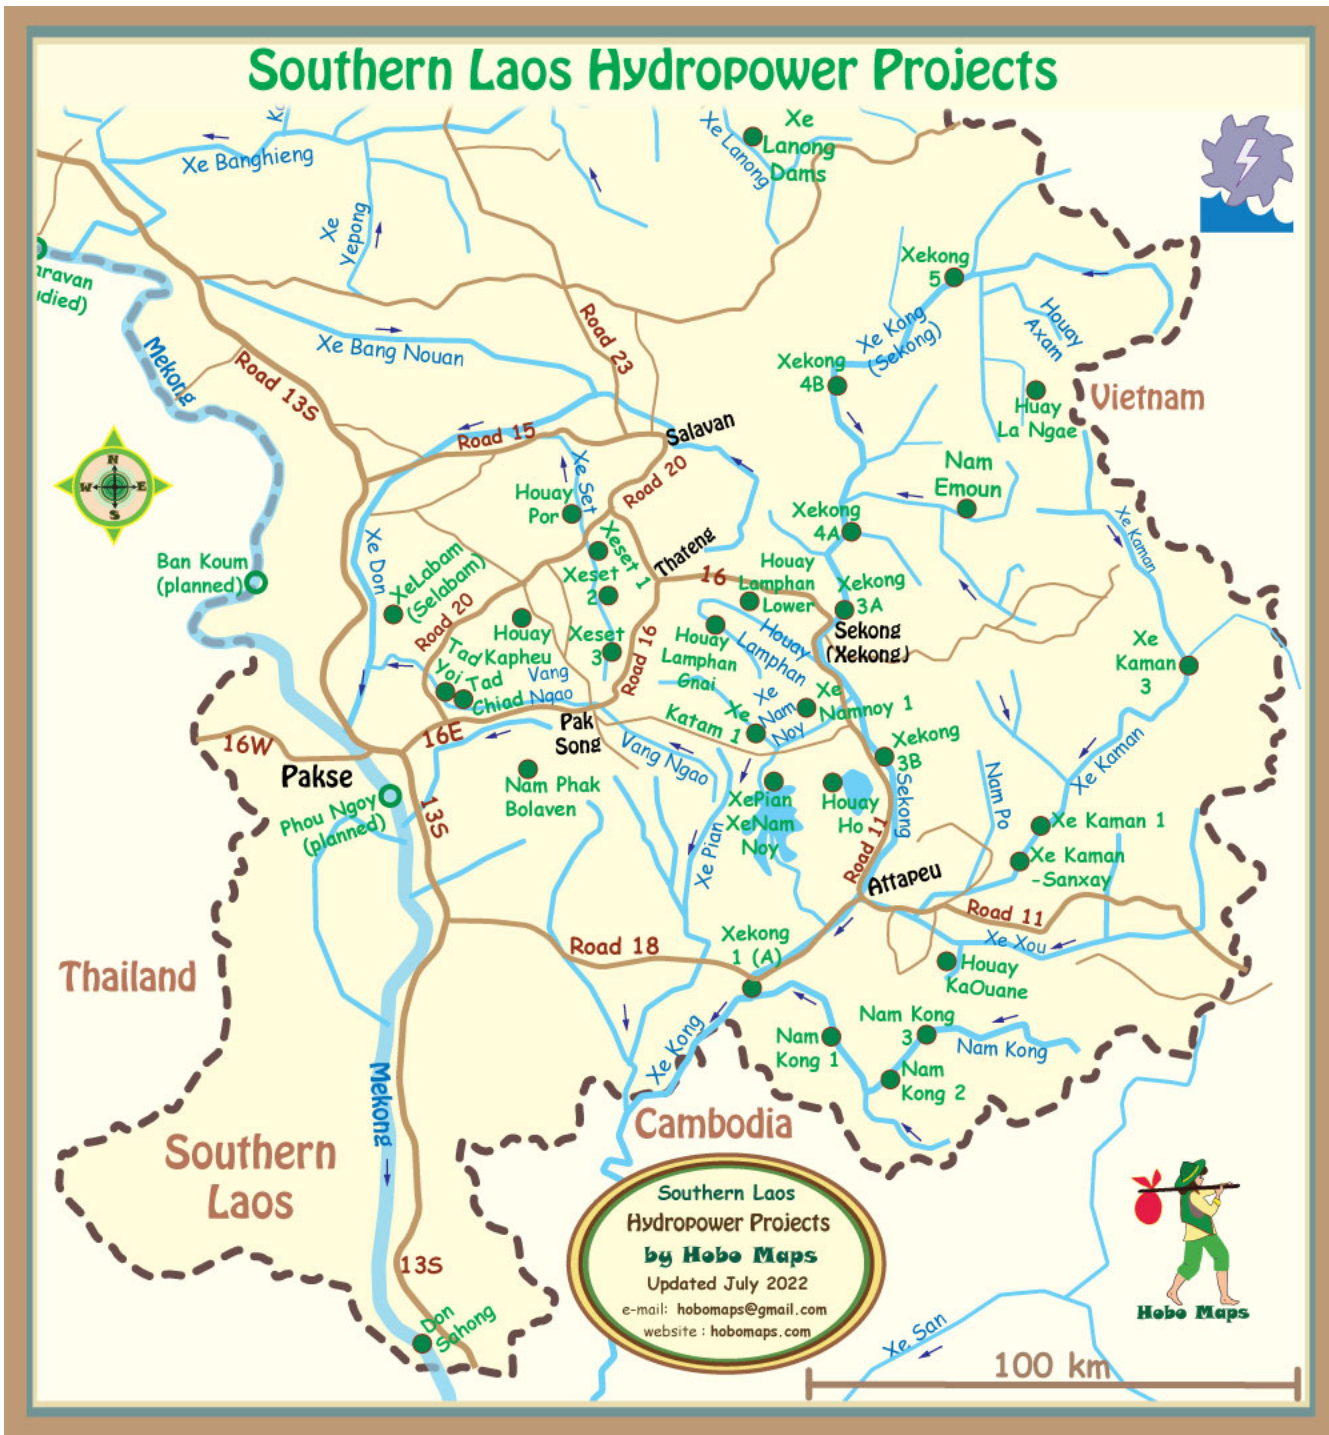 Southern Laos Hydropower Projects
Xe Banghieng
Xe
Yepong
Xe Lanong
Xe
Lanong
Dams
aravan
died)
Mekong
Xe Bang Nouan
Road 13S
Road 23
Xekong
5
Xe Kong
(Sekong)
Houay
Axam
Xekong
4B
Huay
La Ngae
Vietnam
Road 15
Salavan
Road 20
N
W
E
S
Houay
Por
Xe Set
Nam
Emoun
Xekong
4A
Xe Kaman
Ban Koum
(planned)
Xe Don
XeLabam
(Selabam)
Xeset 1
Xeset
2
Xeset
3
Thateng
16
Houay
Lamphan
Lower
Xekong
3A
Sekong
(Xekong)
Road 20
Houay
Kapheu
Houay
Lamphan
Gnai
Houay
Lamphan
Road 16
Tad
Yoi
Tad
Chiad
Vang
Ngao
Xe
Kaman
3
Xe
Namnoy 1
Xe
Katam 1
Xe
Nam
Noy
16W
16E
Pak
Song
Vang Ngao
Pakse
Nam Phak
Bolaven
Xekong
3B
Sekong
Nam Po
Xe Kaman
Phou Ngoy
(planned)
13S
XePian
XeNam
Noy
Houay
Ho
Xe Pian
Road 11
Xe Kaman 1
Xe Kaman
-Sanxay
Attapeu
Road 11
Xe Xou
Road 18
Xekong
1 (A)
Houay
KaOuane
Thailand
Nam
Kong 1
Nam Kong
3
Nam Kong
Nam
Kong 2
Xe Kong
Mekong
Cambodia
Southern
Laos
13S
Don
Sahong
Southern Laos
Hydropower Projects
by Hobo Maps
Updated July 2022
e-mail: hobomaps@gmail.com
website : hobomaps.com
Hobo Maps
Xe San
100 km